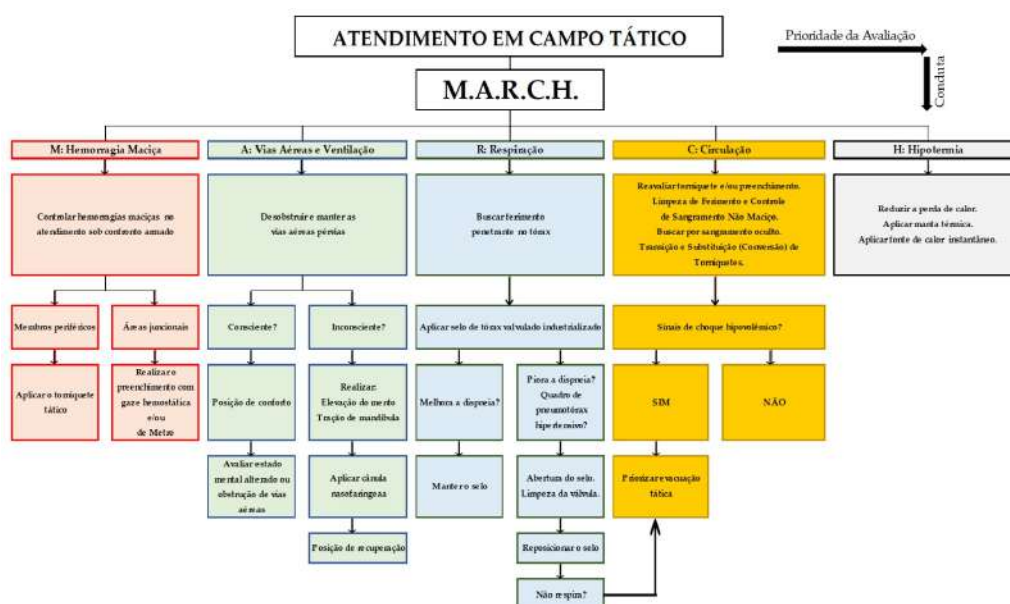 ATENDIMENTO EM CAMPO TÁTICO
Prioridade da Avaliação
Conduta
M.A.R.C.H.
M: Hemorragia Maciça
A: Vias Aéreas e Ventilação
R: Respiração
C: Circulação
H: Hipotermia
Controlar hemorragias maciças no
atendimento sob confronto armado
Desobstruir e manter as
vias aéreas pérvias
Buscar ferimento
penetrante no tórax
Reavaliar torniquete e/ou preenchimento.
Limpeza de Ferimento e Controle
de Sangramento Não Maciço.
Buscar por sangramento oculto.
Transição e Substituição (Conversão) de
Torniquetes.
Reduzir a perda de calor.
Aplicar manta térmica.
Aplicar fonte de calor instantâneo.
Membros periféricos
Áreas juncionais
Consciente?
Inconsciente?
Aplicar selo de tórax valvulado industrializado
Sinais de choque hipovolêmico?
Aplicar o torniquete
tático
Realizar o
preenchimento com
gaze hemostática
e/ou
de Metro
Posição de conforto
Realizar:
Elevação do mento
Tração de mandíbula
Melhora a dispneia?
Piora a dispneia?
Quadro de
pneumotórax
hipertensivo?
SIM
NÃO
Avaliar estado
mental alterado ou
obstrução de vias
aéreas
Aplicar cânula
nasofaríngea
Manter o selo
Abertura do selo.
Limpeza da válvula.
Priorizar evacuação
tática
Posição de recuperação
Reposicionar o selo
Não respira?